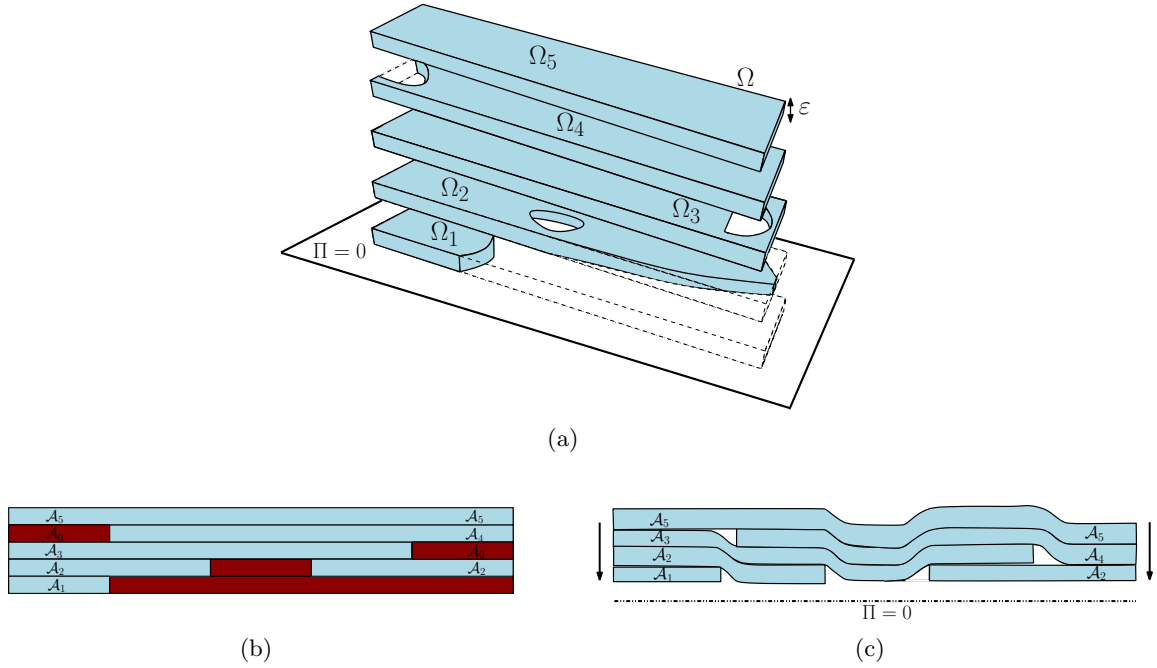 Ω₅
Ω
ε
Ω₄
Ω₂
Ω₃
Ω₁
Π = 0
(a)
𝒜₅ 𝒜₅
𝒜₀ 𝒜₄
𝒜₃ 𝒜₀
𝒜₂ 𝒜₂
𝒜₁
(b)
𝒜₅ 𝒜₅
𝒜₃
𝒜₂ 𝒜₄
𝒜₁ 𝒜₂
Π = 0
(c)